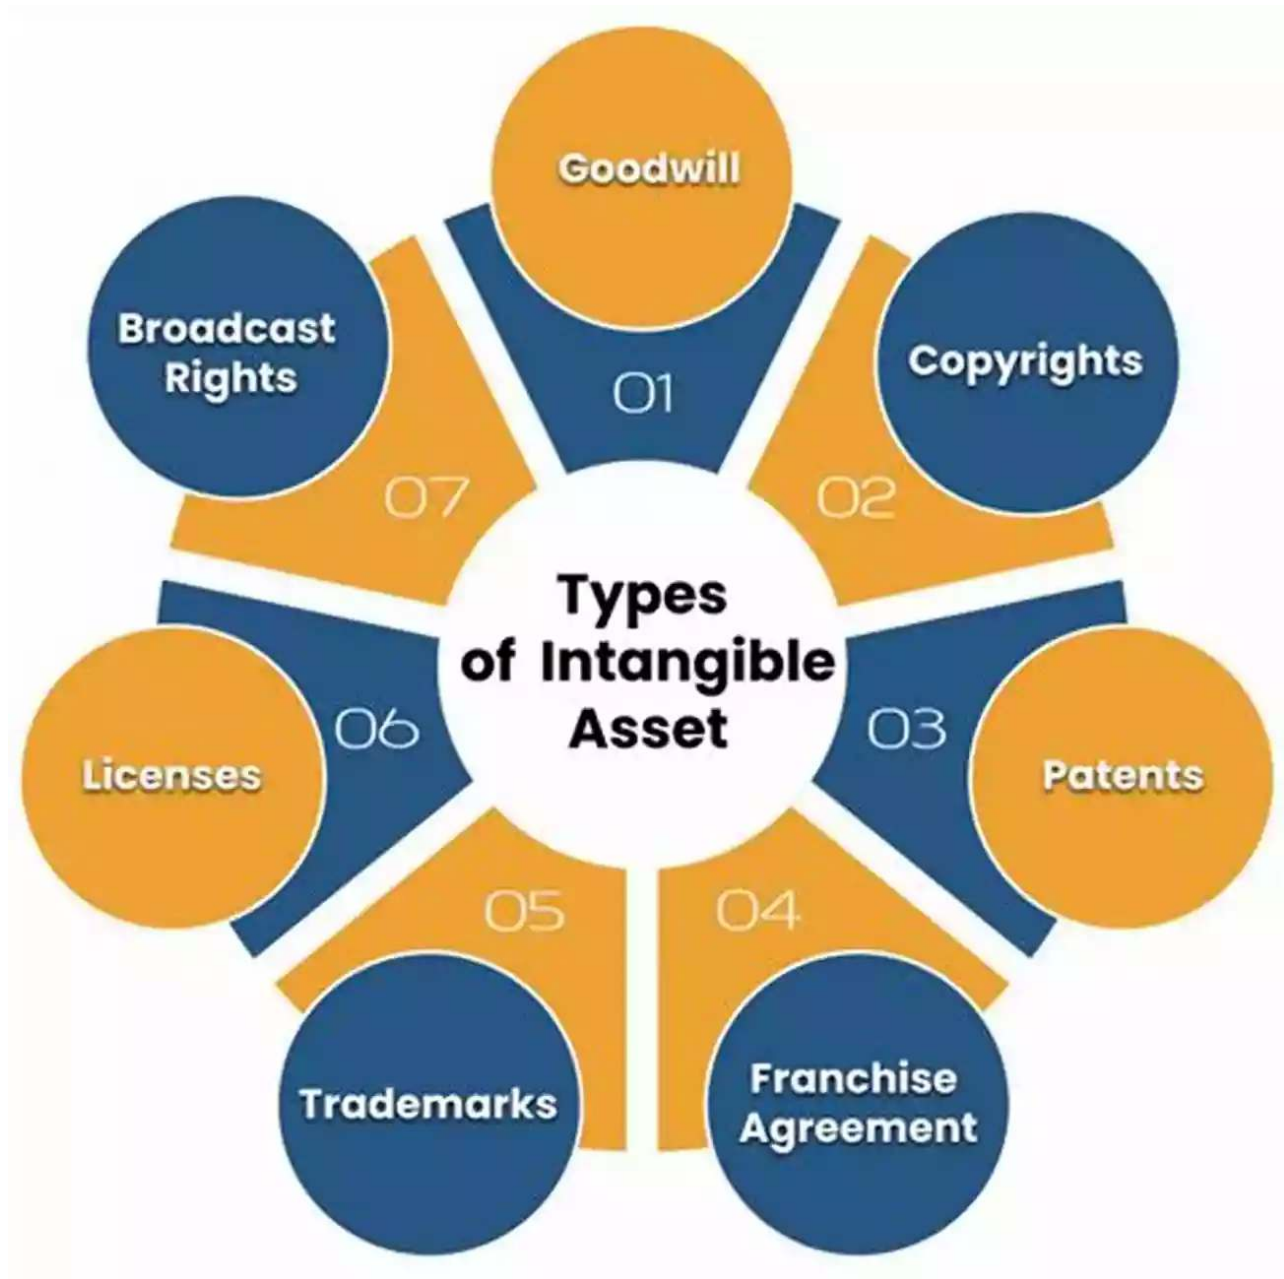 Types
of Intangible
Asset
Goodwill
01
Copyrights
02
Patents
03
Franchise
Agreement
04
Trademarks
05
Licenses
06
Broadcast
Rights
07